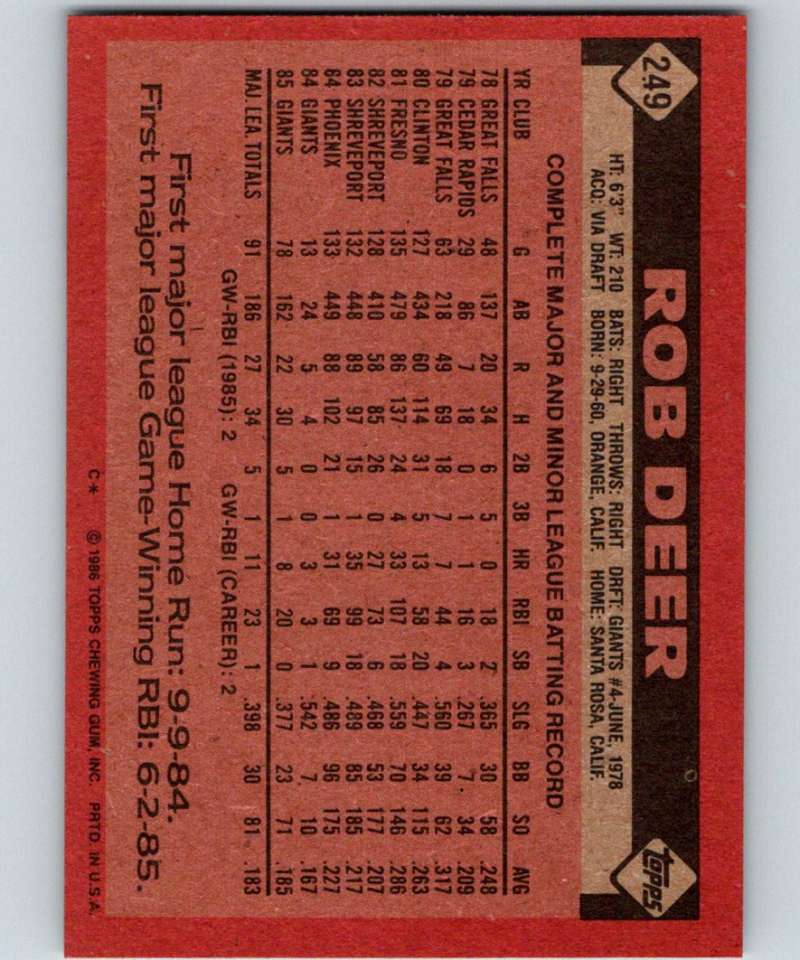 249
ROB DEER
topps
HT: 6'3" WT: 210 BATS: RIGHT THROWS: RIGHT DRFT: GIANTS #4-JUNE, 1978
ACQ: VIA DRAFT BORN: 9-29-60, ORANGE, CALIF. HOME: SANTA ROSA, CALIF.
COMPLETE MAJOR AND MINOR LEAGUE BATTING RECORD
YR CLUB G AB R H 2B 3B HR RBI SB SLG BB SO AVG
78 GREAT FALLS 48 137 20 34 6 5 0 18 2 .365 30 58 .248
79 CEDAR RAPIDS 29 86 7 18 0 1 1 16 3 .267 7 34 .209
79 GREAT FALLS 63 218 49 69 18 7 7 44 4 .560 39 62 .317
80 CLINTON 127 434 60 114 31 5 13 58 20 .447 34 115 .263
81 FRESNO 135 479 86 137 24 4 33 107 18 .559 70 146 .286
82 SHREVEPORT 128 410 58 85 26 0 27 73 6 .468 53 177 .207
83 SHREVEPORT 132 448 89 97 15 1 35 99 18 .489 85 185 .217
84 PHOENIX 133 449 88 102 21 1 31 69 9 .486 96 175 .227
84 GIANTS 13 24 5 4 0 0 3 3 1 .542 7 10 .167
85 GIANTS 78 162 22 30 5 1 8 20 0 .377 23 71 .185
MAJ. LEA. TOTALS 91 186 27 34 5 1 11 23 1 .398 30 81 .183
GW-RBI (1985): 2 GW-RBI (CAREER): 2
First major league Home Run: 9-9-84.
First major league Game-Winning RBI: 6-2-85.
C* ©1986 TOPPS CHEWING GUM, INC. PRTD. IN U.S.A.